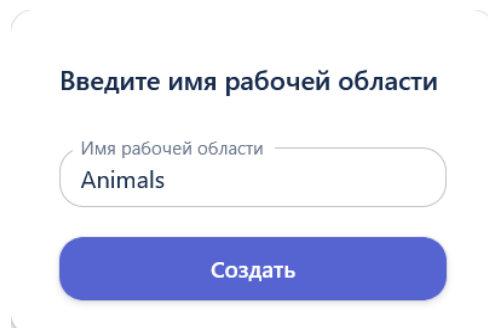 Введите имя рабочей области
Имя рабочей области
Animals
Создать